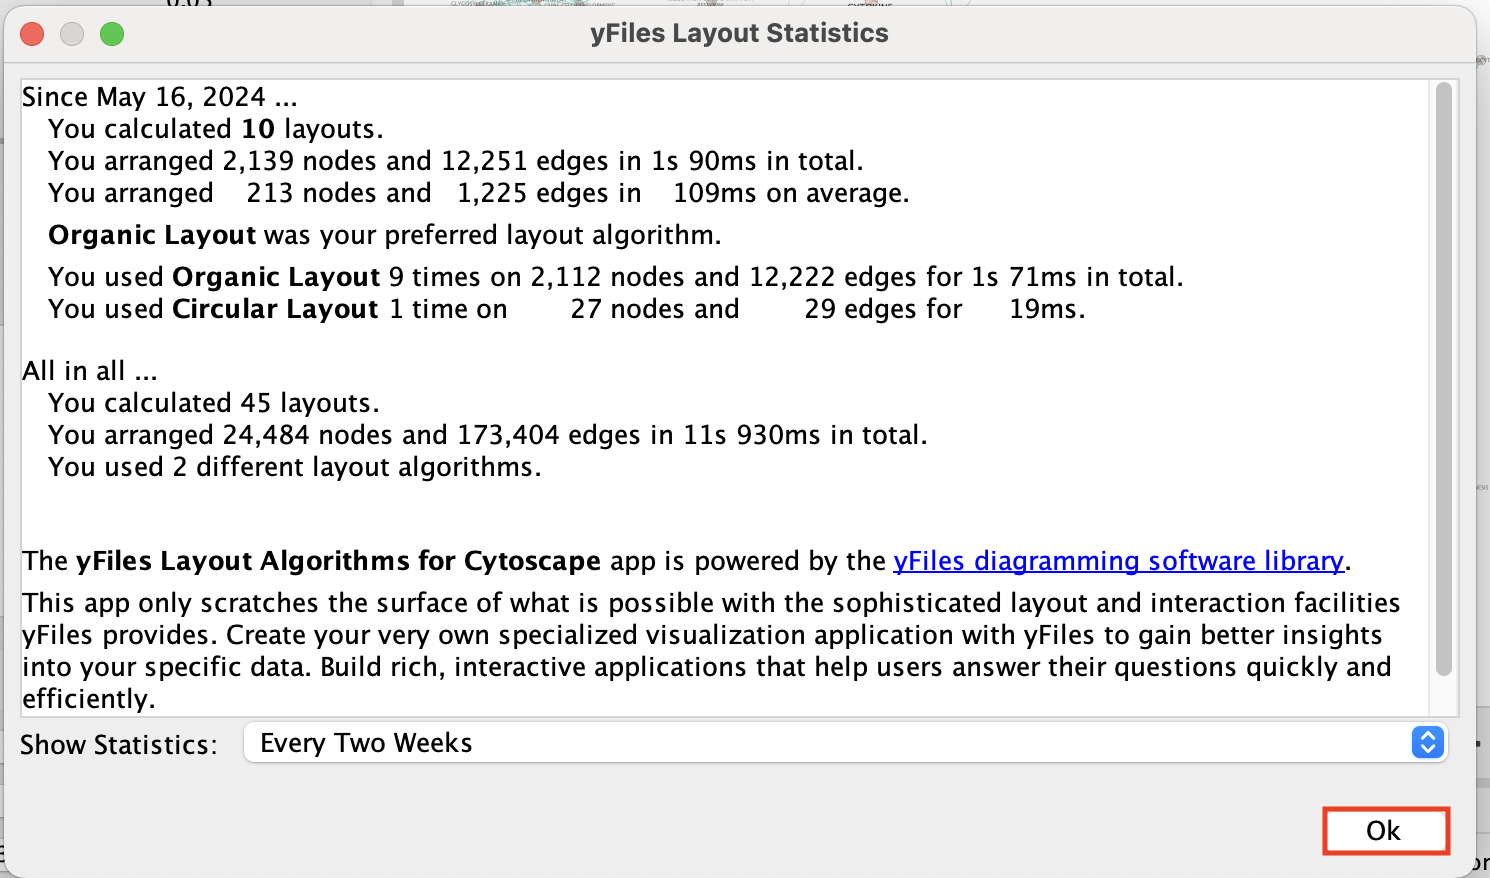 0.05
RESPONSE
CYTOKINE
yFiles Layout Statistics
Since May 16, 2024 ...
You calculated 10 layouts.
You arranged 2,139 nodes and 12,251 edges in 1s 90ms in total.
You arranged 213 nodes and 1,225 edges in 109ms on average.
Organic Layout was your preferred layout algorithm.
You used Organic Layout 9 times on 2,112 nodes and 12,222 edges for 1s 71ms in total.
You used Circular Layout 1 time on 27 nodes and 29 edges for 19ms.
All in all ...
You calculated 45 layouts.
You arranged 24,484 nodes and 173,404 edges in 11s 930ms in total.
You used 2 different layout algorithms.
The yFiles Layout Algorithms for Cytoscape app is powered by the yFiles diagramming software library.
This app only scratches the surface of what is possible with the sophisticated layout and interaction facilities
yFiles provides. Create your very own specialized visualization application with yFiles to gain better insights
into your specific data. Build rich, interactive applications that help users answer their questions quickly and
efficiently.
Show Statistics: Every Two Weeks
Ok